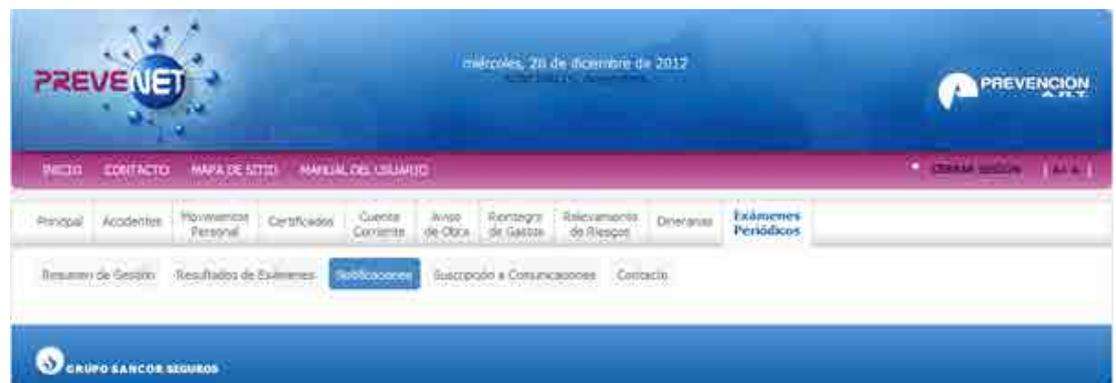 PREVENET
miércoles, 26 de diciembre de 2012
PREVENCION
A.R.T.
INICIO CONTACTO MAPA DE SITIO MANUAL DEL USUARIO CERRAR SESIÓN
Principal Accidentes Movimientos Personal Certificados Cuenta Corriente Aviso de Obra Reintegro de Gastos Relevamiento de Riesgos Dinerarias Exámenes Periódicos
Resumen de Gestión Resultados de Exámenes Notificaciones Suscripción a Comunicaciones Contacto
GRUPO SANCOR SEGUROS